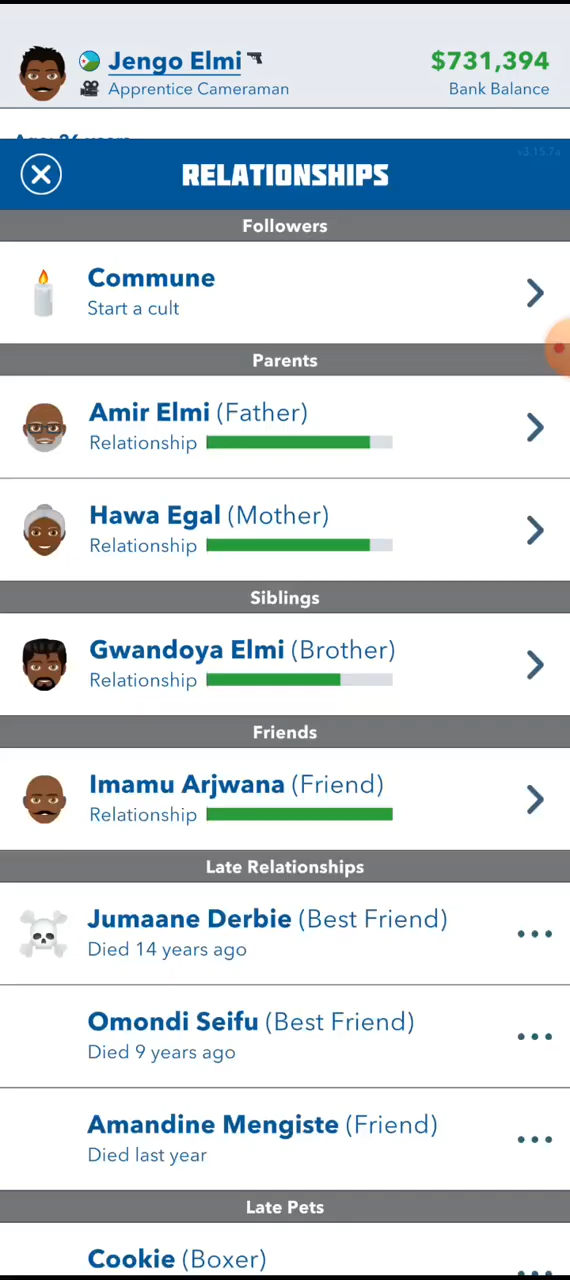 Jengo Elmi
$731,394
Apprentice Cameraman
Bank Balance
v3.15.7a
RELATIONSHIPS
Followers
Commune
Start a cult
Parents
Amir Elmi (Father)
Relationship
Hawa Egal (Mother)
Relationship
Siblings
Gwandoya Elmi (Brother)
Relationship
Friends
Imamu Arjwana (Friend)
Relationship
Late Relationships
Jumaane Derbie (Best Friend)
Died 14 years ago
Omondi Seifu (Best Friend)
Died 9 years ago
Amandine Mengiste (Friend)
Died last year
Late Pets
Cookie (Boxer)